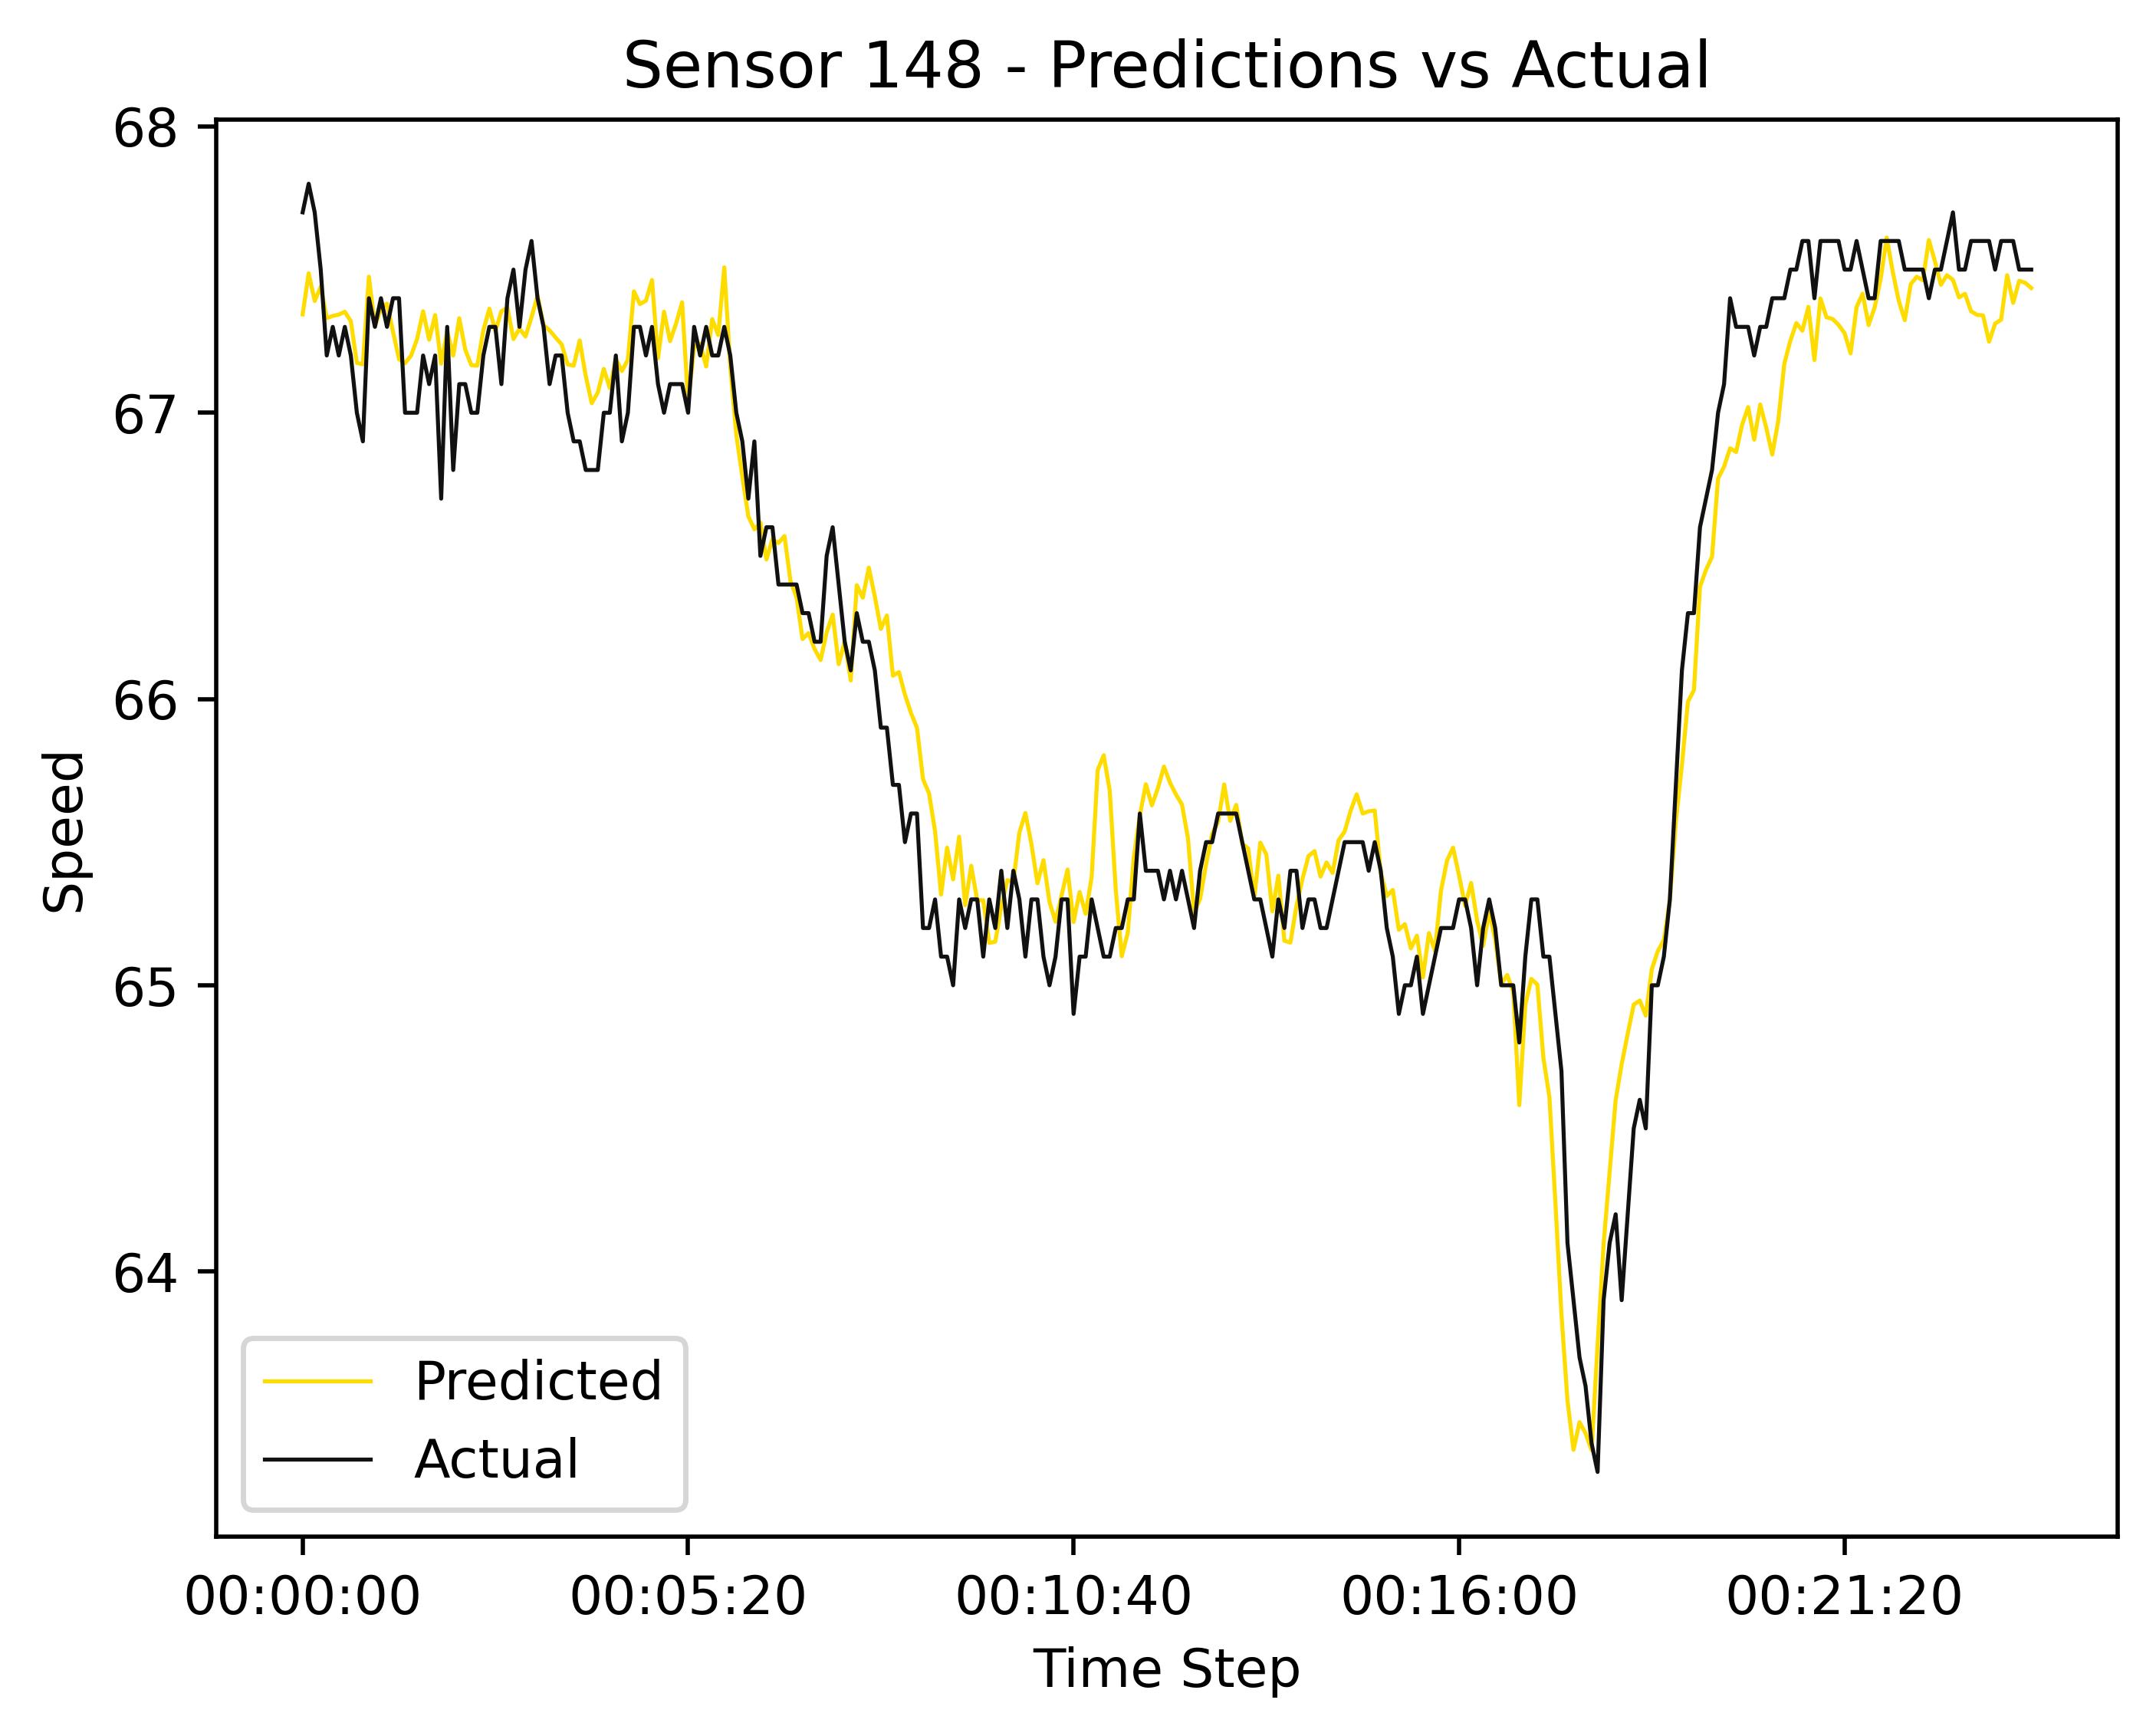 Sensor 148 - Predictions vs Actual
68
67
66
65
64
Speed
Predicted
Actual
00:00:00 00:05:20 00:10:40 00:16:00 00:21:20
Time Step